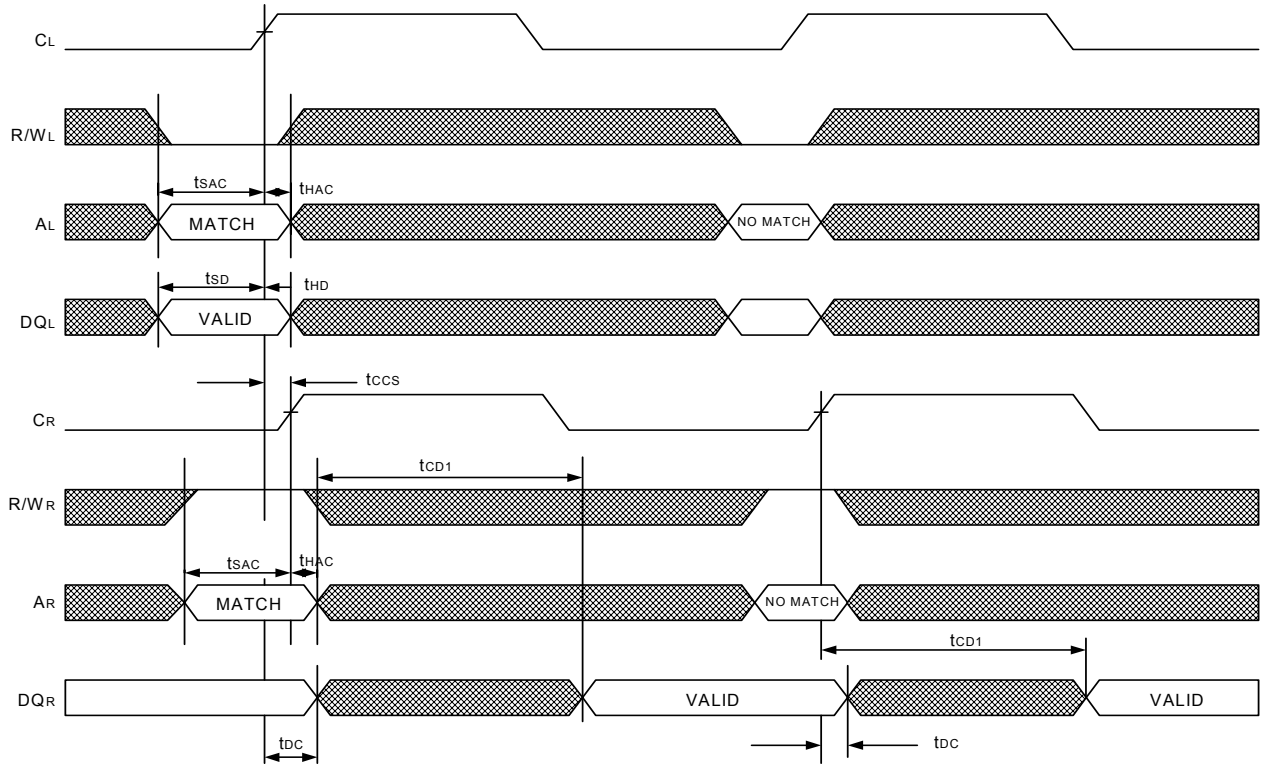 CL
R/WL
tSAC tHAC
AL MATCH NO MATCH
tSD tHD
DQL VALID
tCCS
CR
tCD1
R/WR
tSAC tHAC
AR MATCH NO MATCH
tCD1
DQR VALID VALID
tDC tDC